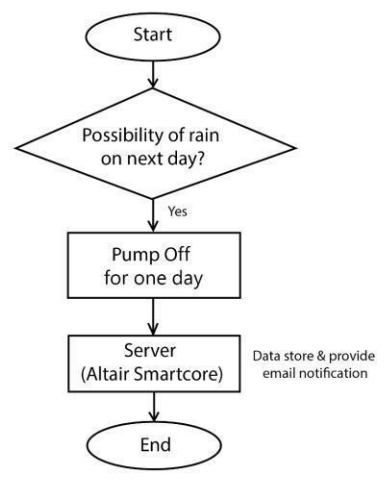 Start
Possibility of rain
on next day?
Yes
Pump Off
for one day
Server
(Altair Smartcore)
Data store & provide
email notification
End